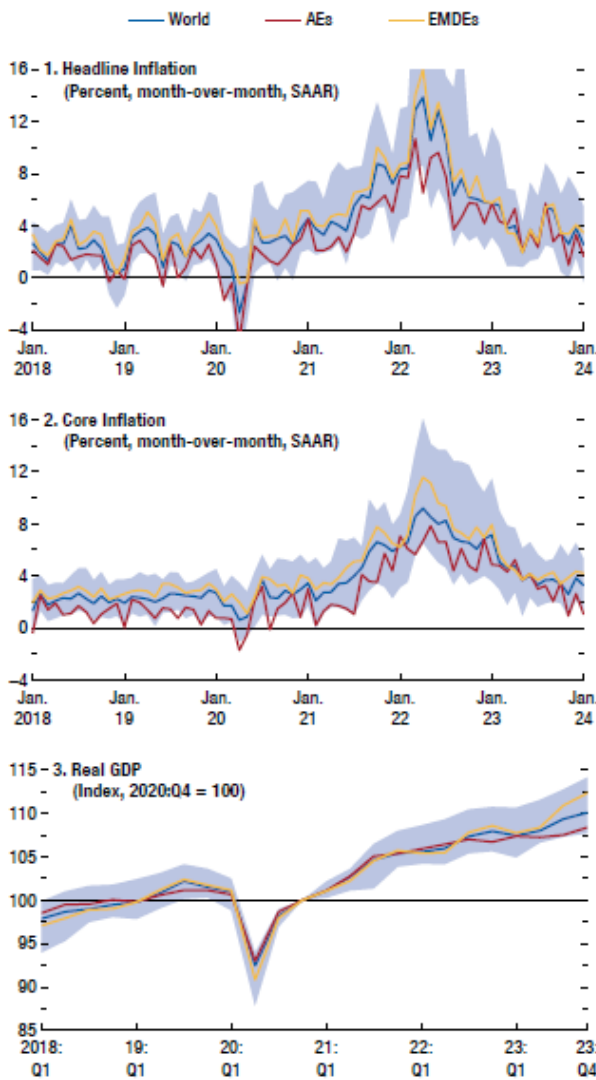 World AEs EMDEs
1. Headline Inflation
(Percent, month-over-month, SAAR)
16
12
8
4
0
–4
Jan. Jan. Jan. Jan. Jan. Jan. Jan.
2018 19 20 21 22 23 24
2. Core Inflation
(Percent, month-over-month, SAAR)
16
12
8
4
0
–4
Jan. Jan. Jan. Jan. Jan. Jan. Jan.
2018 19 20 21 22 23 24
3. Real GDP
(Index, 2020:Q4 = 100)
115
110
105
100
95
90
85
2018: 19: 20: 21: 22: 23: 23:
Q1 Q1 Q1 Q1 Q1 Q1 Q4